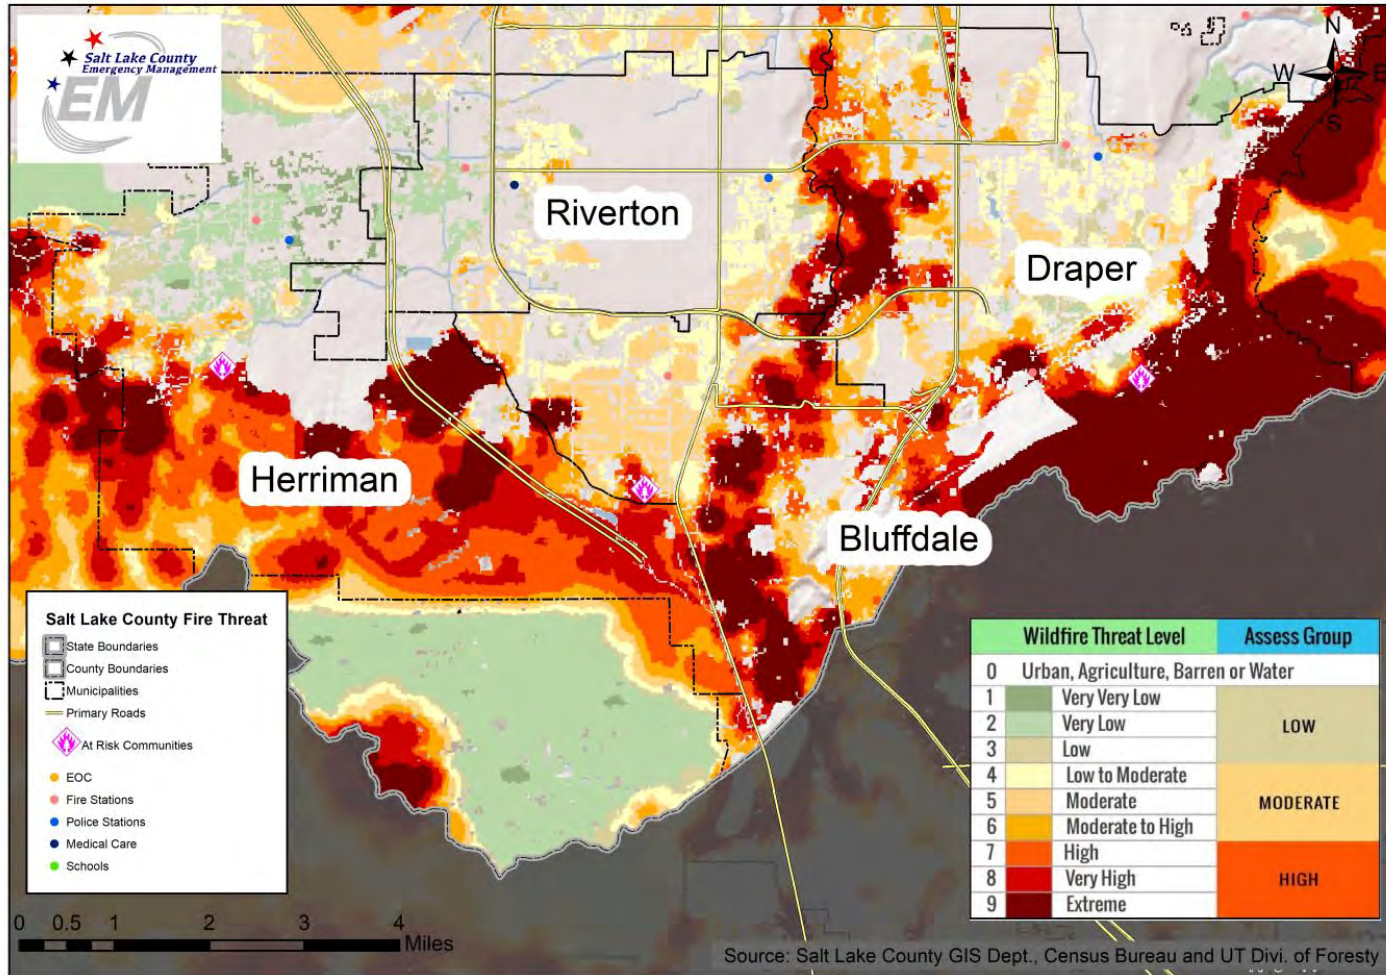 Salt Lake County
Emergency Management
EM
N
W
E
S
Riverton
Draper
Herriman
Bluffdale
Salt Lake County Fire Threat
State Boundaries
County Boundaries
Municipalities
Primary Roads
At Risk Communities
EOC
Fire Stations
Police Stations
Medical Care
Schools
Wildfire Threat Level Assess Group
0 Urban, Agriculture, Barren or Water
1 Very Very Low
2 Very Low
3 Low
LOW
4 Low to Moderate
5 Moderate
6 Moderate to High
MODERATE
7 High
8 Very High
9 Extreme
HIGH
0 0.5 1 2 3 4
Miles
Source: Salt Lake County GIS Dept., Census Bureau and UT Divi. of Foresty